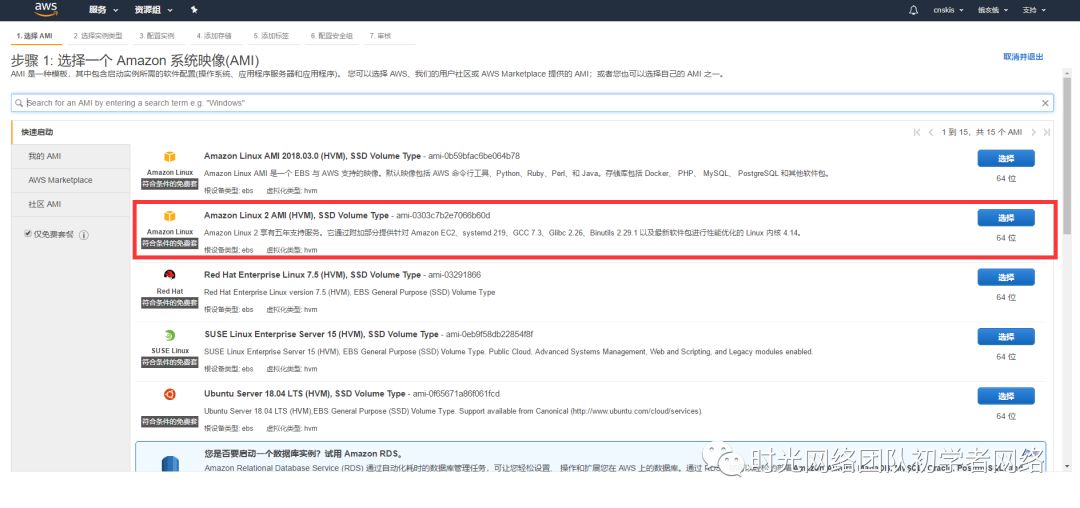 aws 服务 资源组 cnskis 俄亥俄 支持
1. 选择 AMI 2. 选择实例类型 3. 配置实例 4. 添加存储 5. 添加标签 6. 配置安全组 7. 审核
步骤 1: 选择一个 Amazon 系统映像(AMI) 取消并退出
AMI 是一种模板，其中包含启动实例所需的软件配置(操作系统、应用程序服务器和应用程序)。 您可以选择 AWS、我们的用户社区或 AWS Marketplace 提供的 AMI；或者您也可以选择自己的 AMI 之一。
Search for an AMI by entering a search term e.g. "Windows"
快速启动 1 到 15，共 15 个 AMI
我的 AMI
AWS Marketplace
社区 AMI
仅免费套餐
Amazon Linux
符合条件的免费套
Amazon Linux AMI 2018.03.0 (HVM), SSD Volume Type - ami-0b59bfac6be064b78 选择
Amazon Linux AMI 是一个 EBS 与 AWS 支持的映像。默认映像包括 AWS 命令行工具、Python、Ruby、Perl、和 Java。存储库包括 Docker、 PHP、 MySQL、 PostgreSQL 和其他软件包。 64 位
根设备类型: ebs 虚拟化类型: hvm
Amazon Linux
符合条件的免费套
Amazon Linux 2 AMI (HVM), SSD Volume Type - ami-0303c7b2e7066b60d 选择
Amazon Linux 2 享有五年支持服务。它通过附加部分提供针对 Amazon EC2、systemd 219、GCC 7.3、Glibc 2.26、Binutils 2.29.1 以及最新软件包进行性能优化的 Linux 内核 4.14。 64 位
根设备类型: ebs 虚拟化类型: hvm
Red Hat
符合条件的免费套
Red Hat Enterprise Linux 7.5 (HVM), SSD Volume Type - ami-03291866 选择
Red Hat Enterprise Linux version 7.5 (HVM), EBS General Purpose (SSD) Volume Type 64 位
根设备类型: ebs 虚拟化类型: hvm
SUSE Linux
符合条件的免费套
SUSE Linux Enterprise Server 15 (HVM), SSD Volume Type - ami-0eb9f58db22854f8f 选择
SUSE Linux Enterprise Server 15 (HVM), EBS General Purpose (SSD) Volume Type. Public Cloud, Advanced Systems Management, Web and Scripting, and Legacy modules enabled. 64 位
根设备类型: ebs 虚拟化类型: hvm
符合条件的免费套
Ubuntu Server 18.04 LTS (HVM), SSD Volume Type - ami-0f65671a86f061fcd 选择
Ubuntu Server 18.04 LTS (HVM),EBS General Purpose (SSD) Volume Type. Support available from Canonical (http://www.ubuntu.com/cloud/services). 64 位
根设备类型: ebs 虚拟化类型: hvm
您是否要启动一个数据库实例？试用 Amazon RDS。
Amazon Relational Database Service (RDS) 通过自动化耗时的数据库管理任务，可让您轻松设置、 操作和扩展您在 AWS 上的数据库。通过
时光网络团队初学者网络